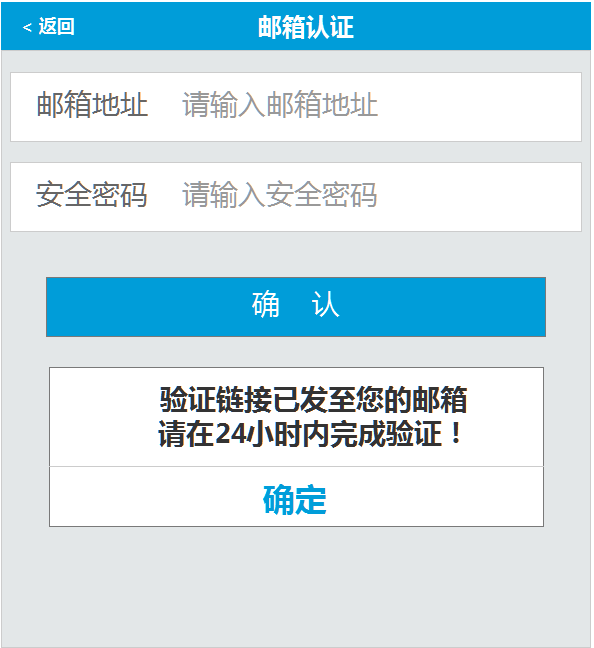 < 返回
邮箱认证
邮箱地址 请输入邮箱地址
安全密码 请输入安全密码
确 认
验证链接已发至您的邮箱
请在24小时内完成验证！
确定